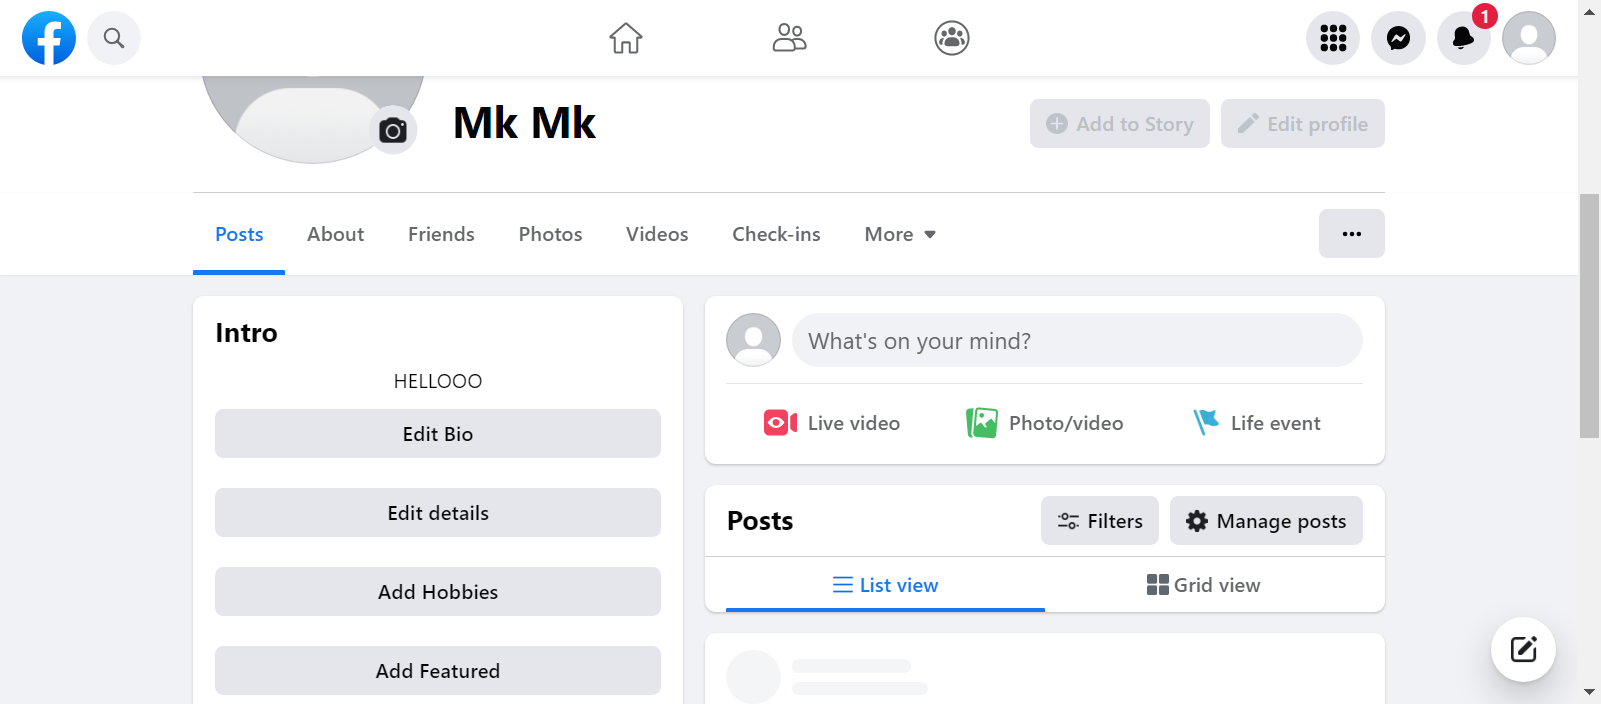 1
Mk Mk
Add to Story
Edit profile
Posts
About
Friends
Photos
Videos
Check-ins
More
Intro
HELLOOO
Edit Bio
Edit details
Add Hobbies
Add Featured
What's on your mind?
Live video
Photo/video
Life event
Posts
Filters
Manage posts
List view
Grid view